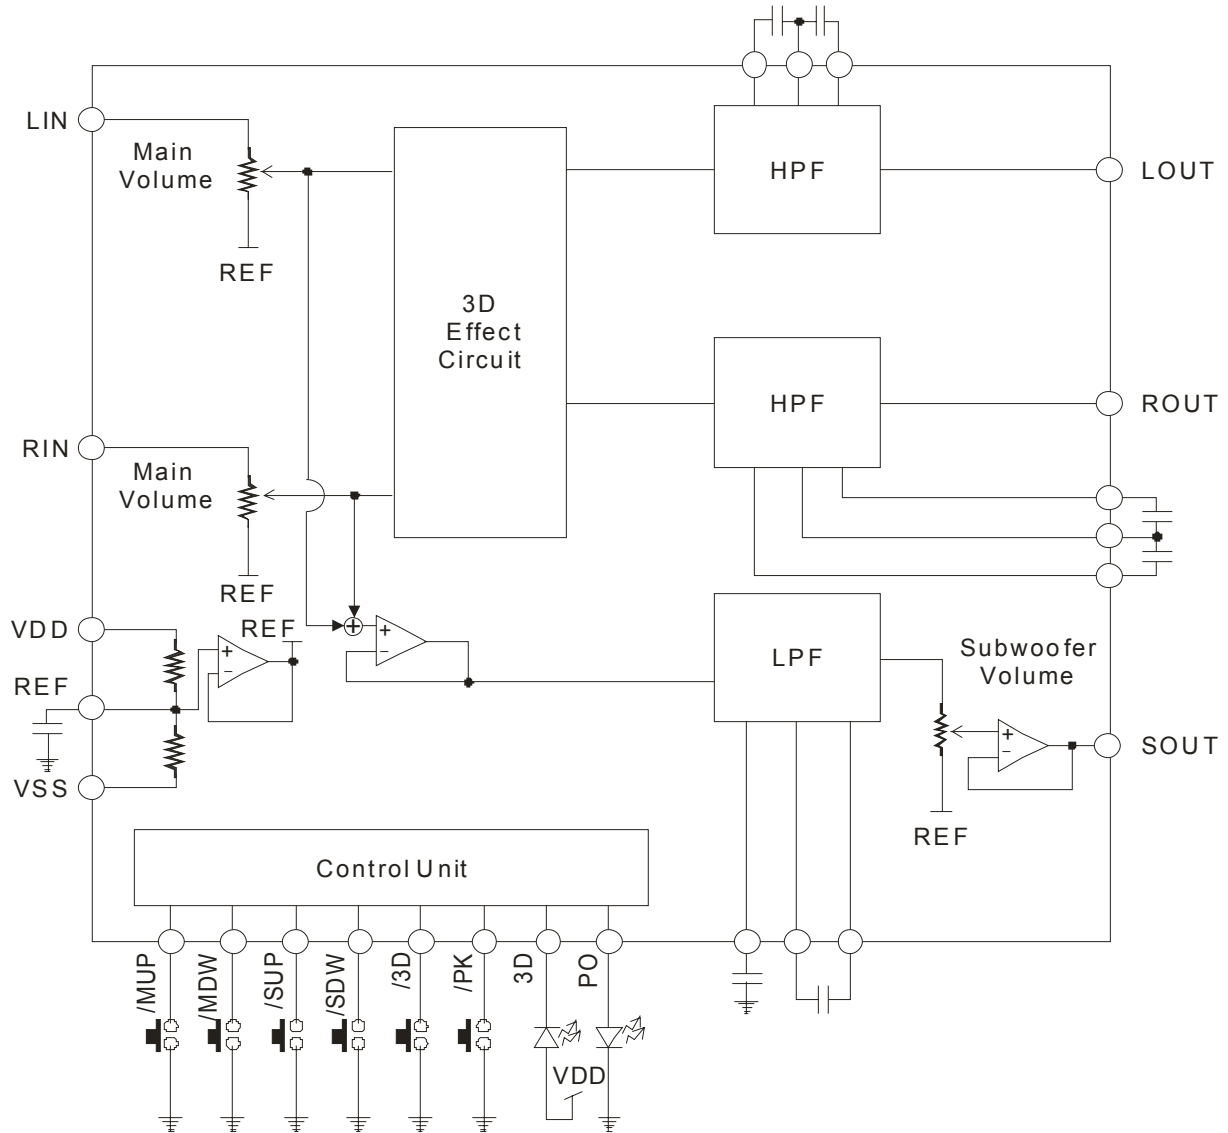 LIN
Main
Volume
REF
3D
Effect
Circuit
HPF
LOUT
HPF
ROUT
RIN
Main
Volume
REF
VDD
REF
REF
VSS
+
+
−
+
−
LPF
Subwoofer
Volume
+
−
SOUT
REF
Control Unit
/MUP
/MDW
/SUP
/SDW
/3D
/PK
3D
PO
VDD